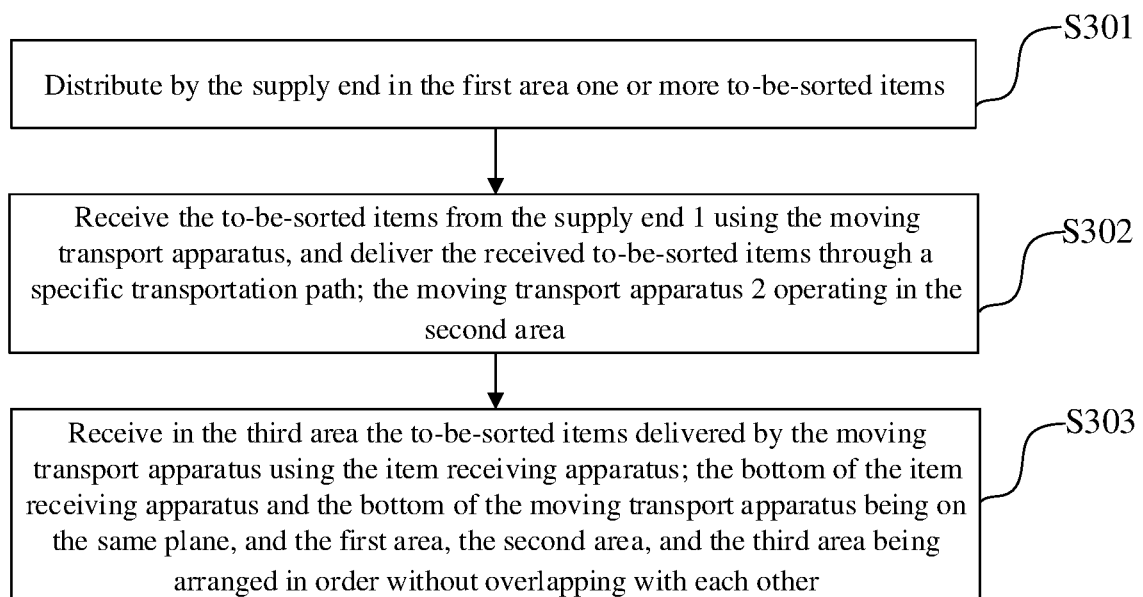 S301
Distribute by the supply end in the first area one or more to-be-sorted items
Receive the to-be-sorted items from the supply end 1 using the moving
transport apparatus, and deliver the received to-be-sorted items through a
specific transportation path; the moving transport apparatus 2 operating in the
second area
S302
Receive in the third area the to-be-sorted items delivered by the moving
transport apparatus using the item receiving apparatus; the bottom of the item
receiving apparatus and the bottom of the moving transport apparatus being on
the same plane, and the first area, the second area, and the third area being
arranged in order without overlapping with each other
S303